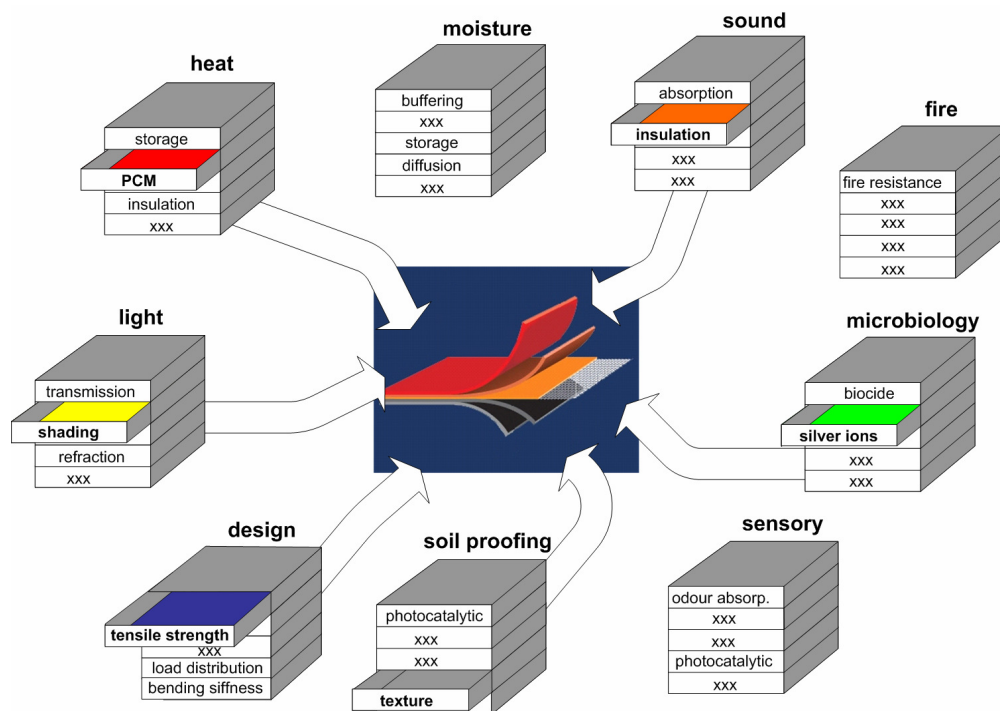 moisture
buffering
xxx
storage
diffusion
xxx
sound
absorption
insulation
xxx
xxx
heat
storage
PCM
insulation
xxx
fire
fire resistance
xxx
xxx
xxx
xxx
light
transmission
shading
refraction
xxx
microbiology
biocide
silver ions
xxx
xxx
design
tensile strength
xxx
load distribution
bending siffness
soil proofing
photocatalytic
xxx
xxx
texture
sensory
odour absorp.
xxx
xxx
photocatalytic
xxx